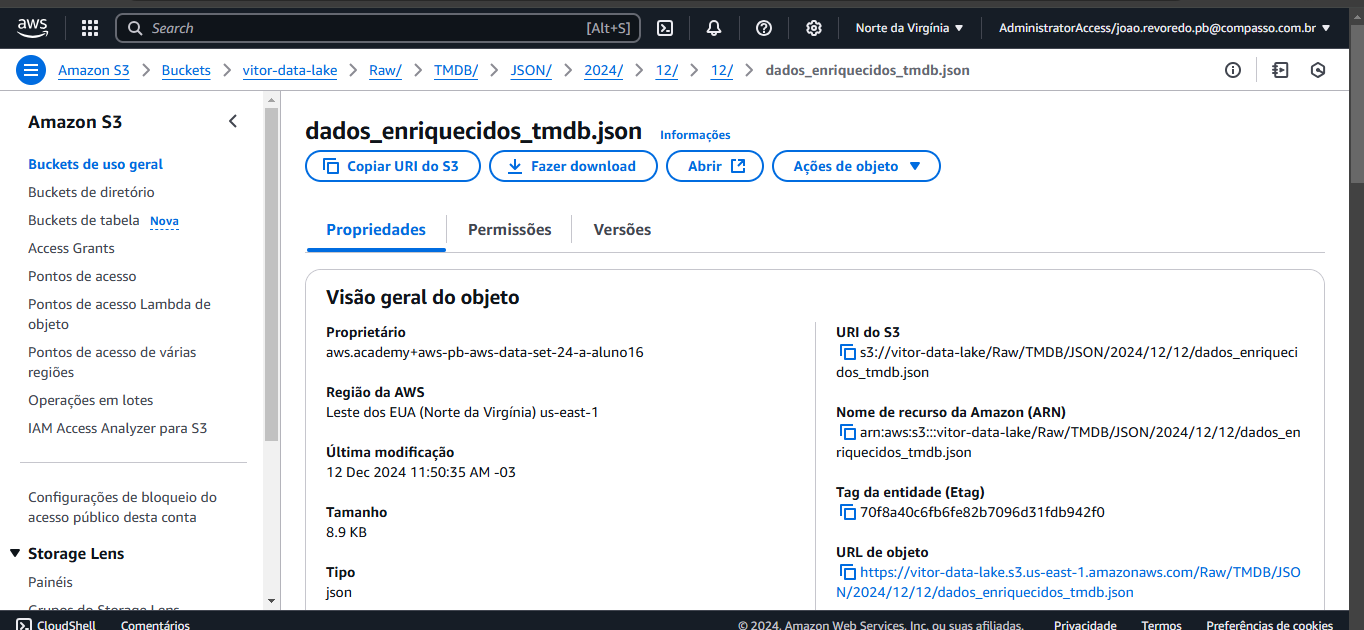 aws
Search [Alt+S] Norte da Virgínia AdministratorAccess/joao.revoredo.pb@compasso.com.br
Amazon S3 Buckets vitor-data-lake Raw/ TMDB/ JSON/ 2024/ 12/ 12/ dados_enriquecidos_tmdb.json
Amazon S3
Buckets de uso geral
Buckets de diretório
Buckets de tabela Nova
Access Grants
Pontos de acesso
Pontos de acesso Lambda de
objeto
Pontos de acesso de várias
regiões
Operações em lotes
IAM Access Analyzer para S3
Configurações de bloqueio do
acesso público desta conta
Storage Lens
Painéis
Grupos do Storage Lens
dados_enriquecidos_tmdb.json Informações
Copiar URI do S3 Fazer download Abrir Ações de objeto
Propriedades Permissões Versões
Visão geral do objeto
Proprietário
aws.academy+aws-pb-aws-data-set-24-a-aluno16
Região da AWS
Leste dos EUA (Norte da Virgínia) us-east-1
Última modificação
12 Dec 2024 11:50:35 AM -03
Tamanho
8.9 KB
Tipo
json
URI do S3
s3://vitor-data-lake/Raw/TMDB/JSON/2024/12/12/dados_enriqueci
dos_tmdb.json
Nome de recurso da Amazon (ARN)
arn:aws:s3:::vitor-data-lake/Raw/TMDB/JSON/2024/12/12/dados_en
riquecidos_tmdb.json
Tag da entidade (Etag)
70f8a40c6fb6fe82b7096d31fdb942f0
URL de objeto
https://vitor-data-lake.s3.us-east-1.amazonaws.com/Raw/TMDB/JSO
N/2024/12/12/dados_enriquecidos_tmdb.json
CloudShell Comentários © 2024, Amazon Web Services, Inc. ou suas afiliadas. Privacidade Termos Preferências de cookies